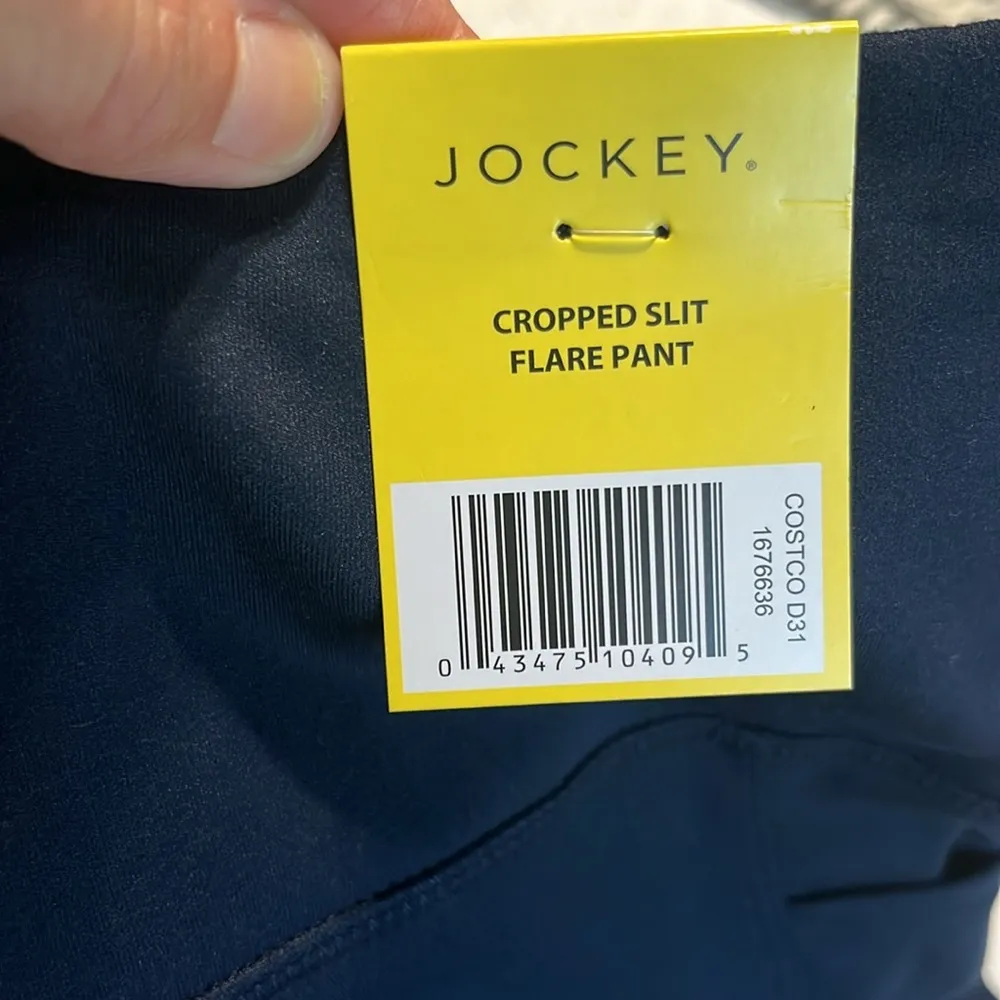 JOCKEY®
CROPPED SLIT
FLARE PANT
0 43475 10409 5
COSTCO D31
1676636